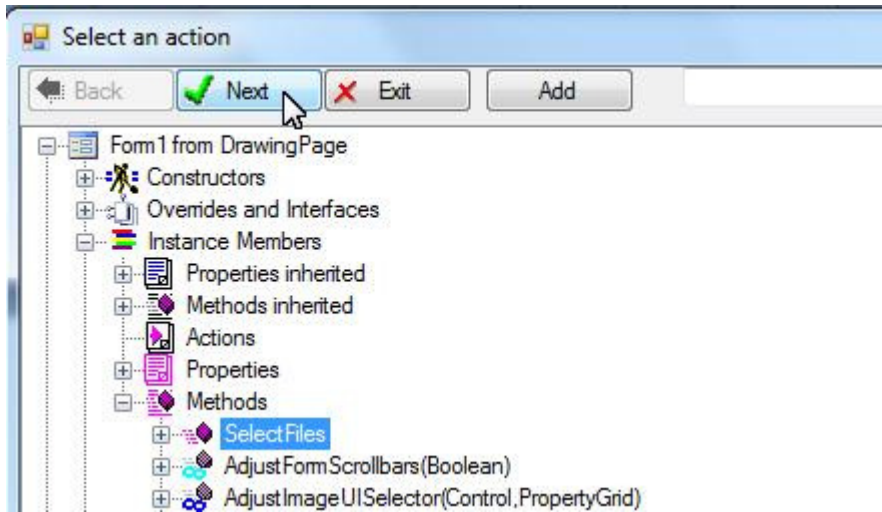 Select an action
Back Next Exit Add
Form1 from DrawingPage
Constructors
Overrides and Interfaces
Instance Members
Properties inherited
Methods inherited
Actions
Properties
Methods
SelectFiles
AdjustFormScrollbars(Boolean)
AdjustImageUISelector(Control,PropertyGrid)